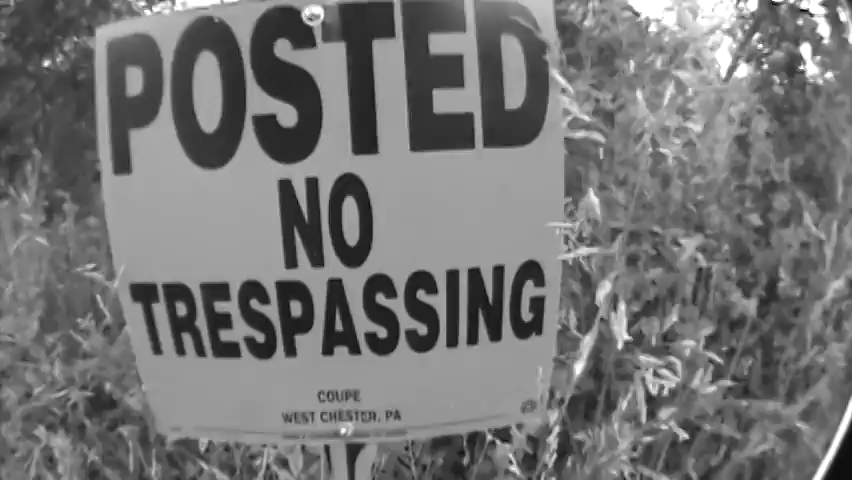 POSTED
NO
TRESPASSING
COUPE
WEST CHESTER, PA